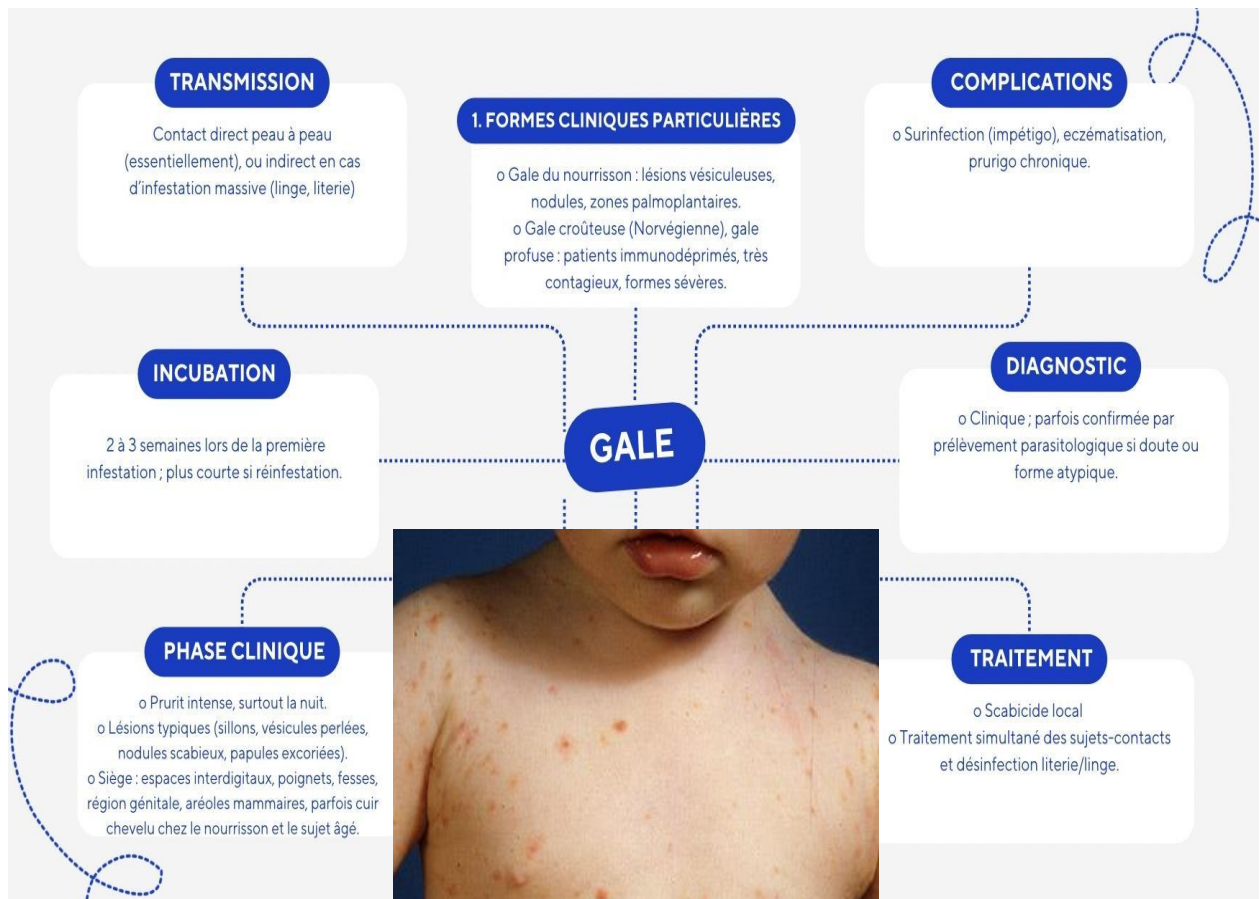 TRANSMISSION
Contact direct peau à peau
(essentiellement), ou indirect en cas
d'infestation massive (linge, literie)
1. FORMES CLINIQUES PARTICULIÈRES
o Gale du nourrisson : lésions vésiculeuses,
nodules, zones palmoplantaires.
o Gale croûteuse (Norvégienne), gale
profuse : patients immunodéprimés, très
contagieux, formes sévères.
COMPLICATIONS
o Surinfection (impétigo), eczématisation,
prurigo chronique.
INCUBATION
2 à 3 semaines lors de la première
infestation ; plus courte si réinfestation.
GALE
DIAGNOSTIC
o Clinique ; parfois confirmée par
prélèvement parasitologique si doute ou
forme atypique.
PHASE CLINIQUE
o Prurit intense, surtout la nuit.
o Lésions typiques (sillons, vésicules perlées,
nodules scabieux, papules excoriées).
o Siège : espaces interdigitaux, poignets, fesses,
région génitale, aréoles mammaires, parfois cuir
chevelu chez le nourrisson et le sujet âgé.
TRAITEMENT
o Scabicide local
o Traitement simultané des sujets-contacts
et désinfection literie/linge.